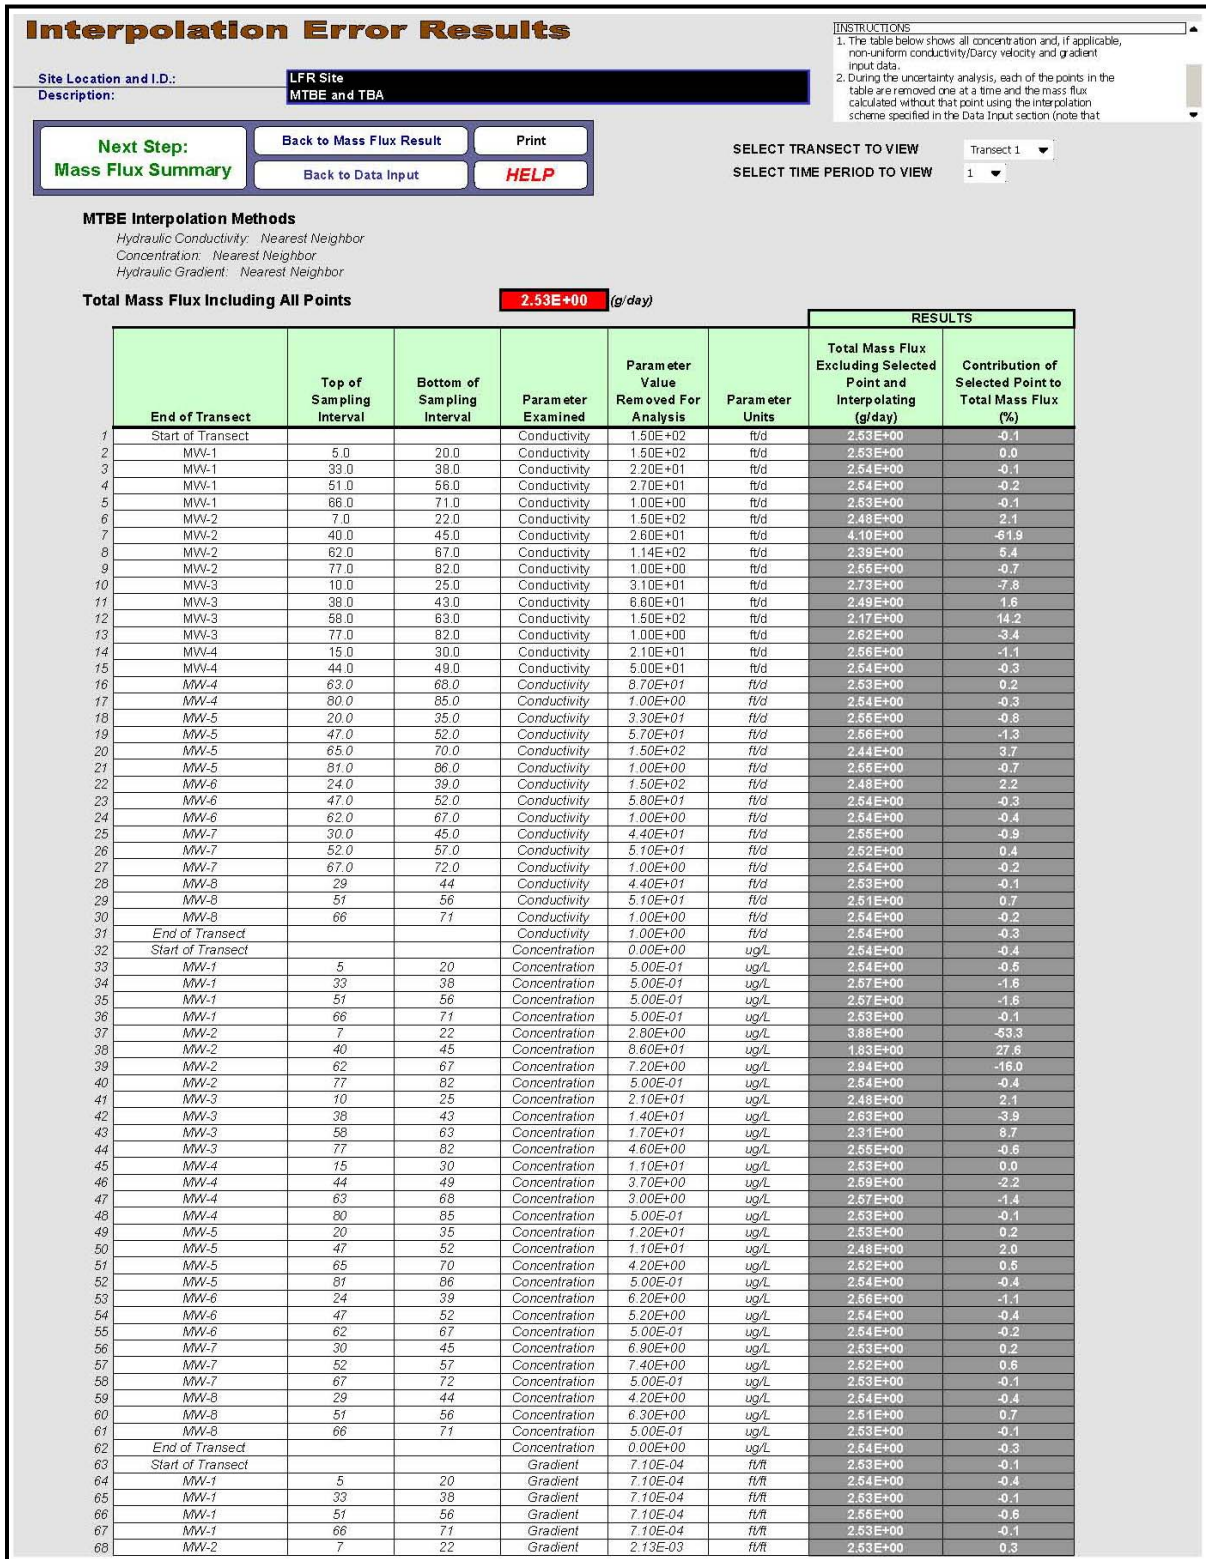 Interpolation Error Results
INSTRUCTIONS
1. The table below shows all concentration and, if applicable,
non-uniform conductivity/Darcy velocity and gradient
input data.
2. During the uncertainty analysis, each of the points in the
table are removed one at a time and the mass flux
calculated without that point using the interpolation
scheme specified in the Data Input section (note that
Site Location and I.D.: LFR Site
Description: MTBE and TBA
Next Step:
Mass Flux Summary
Back to Mass Flux Result
Print
Back to Data Input
HELP
SELECT TRANSECT TO VIEW Transect 1
SELECT TIME PERIOD TO VIEW 1
MTBE Interpolation Methods
Hydraulic Conductivity: Nearest Neighbor
Concentration: Nearest Neighbor
Hydraulic Gradient: Nearest Neighbor
Total Mass Flux Including All Points 2.53E+00 (g/day)
RESULTS
End of Transect
Top of
Sampling
Interval
Bottom of
Sampling
Interval
Parameter
Examined
Parameter
Value
Removed For
Analysis
Parameter
Units
Total Mass Flux
Excluding Selected
Point and
Interpolating
(g/day)
Contribution of
Selected Point to
Total Mass Flux
(%)
1 Start of Transect Conductivity 1.50E+02 ft/d 2.53E+00 -0.1
2 MW-1 5.0 20.0 Conductivity 1.50E+02 ft/d 2.53E+00 0.0
3 MW-1 33.0 38.0 Conductivity 2.20E+01 ft/d 2.54E+00 -0.1
4 MW-1 51.0 56.0 Conductivity 2.70E+01 ft/d 2.54E+00 -0.2
5 MW-1 66.0 71.0 Conductivity 1.00E+00 ft/d 2.53E+00 -0.1
6 MW-2 7.0 22.0 Conductivity 1.50E+02 ft/d 2.48E+00 2.1
7 MW-2 40.0 45.0 Conductivity 2.60E+01 ft/d 4.10E+00 -61.9
8 MW-2 62.0 67.0 Conductivity 1.14E+02 ft/d 2.39E+00 5.4
9 MW-2 77.0 82.0 Conductivity 1.00E+00 ft/d 2.55E+00 -0.7
10 MW-3 10.0 25.0 Conductivity 3.10E+01 ft/d 2.73E+00 -7.8
11 MW-3 38.0 43.0 Conductivity 6.60E+01 ft/d 2.49E+00 1.6
12 MW-3 58.0 63.0 Conductivity 1.50E+02 ft/d 2.17E+00 14.2
13 MW-3 77.0 82.0 Conductivity 1.00E+00 ft/d 2.62E+00 -3.4
14 MW-4 15.0 30.0 Conductivity 2.10E+01 ft/d 2.56E+00 -1.1
15 MW-4 44.0 49.0 Conductivity 5.00E+01 ft/d 2.54E+00 -0.3
16 MW-4 63.0 68.0 Conductivity 8.70E+01 ft/d 2.53E+00 0.2
17 MW-4 80.0 85.0 Conductivity 1.00E+00 ft/d 2.54E+00 -0.3
18 MW-5 20.0 35.0 Conductivity 3.30E+01 ft/d 2.55E+00 -0.8
19 MW-5 47.0 52.0 Conductivity 5.70E+01 ft/d 2.56E+00 -1.3
20 MW-5 65.0 70.0 Conductivity 1.50E+02 ft/d 2.44E+00 3.7
21 MW-5 81.0 86.0 Conductivity 1.00E+00 ft/d 2.55E+00 -0.7
22 MW-6 24.0 39.0 Conductivity 1.50E+02 ft/d 2.48E+00 2.2
23 MW-6 47.0 52.0 Conductivity 5.80E+01 ft/d 2.54E+00 -0.3
24 MW-6 62.0 67.0 Conductivity 1.00E+00 ft/d 2.54E+00 -0.4
25 MW-7 30.0 45.0 Conductivity 4.40E+01 ft/d 2.55E+00 -0.9
26 MW-7 52.0 57.0 Conductivity 5.10E+01 ft/d 2.52E+00 0.4
27 MW-7 67.0 72.0 Conductivity 1.00E+00 ft/d 2.54E+00 -0.2
28 MW-8 29 44 Conductivity 4.40E+01 ft/d 2.53E+00 -0.1
29 MW-8 51 56 Conductivity 5.10E+01 ft/d 2.51E+00 0.7
30 MW-8 66 71 Conductivity 1.00E+00 ft/d 2.54E+00 -0.2
31 End of Transect Conductivity 1.00E+00 ft/d 2.54E+00 -0.3
32 Start of Transect Concentration 0.00E+00 ug/L 2.54E+00 -0.4
33 MW-1 5 20 Concentration 5.00E-01 ug/L 2.54E+00 -0.5
34 MW-1 33 38 Concentration 5.00E-01 ug/L 2.57E+00 -1.6
35 MW-1 51 56 Concentration 5.00E-01 ug/L 2.57E+00 -1.6
36 MW-1 66 71 Concentration 5.00E-01 ug/L 2.53E+00 -0.1
37 MW-2 7 22 Concentration 2.80E+00 ug/L 3.88E+00 -53.3
38 MW-2 40 45 Concentration 8.60E+01 ug/L 1.83E+00 27.6
39 MW-2 62 67 Concentration 7.20E+00 ug/L 2.94E+00 -16.0
40 MW-2 77 82 Concentration 5.00E-01 ug/L 2.54E+00 -0.4
41 MW-3 10 25 Concentration 2.10E+01 ug/L 2.48E+00 2.1
42 MW-3 38 43 Concentration 1.40E+01 ug/L 2.63E+00 -3.9
43 MW-3 58 63 Concentration 1.70E+01 ug/L 2.31E+00 8.7
44 MW-3 77 82 Concentration 4.60E+00 ug/L 2.55E+00 -0.6
45 MW-4 15 30 Concentration 1.10E+01 ug/L 2.53E+00 0.0
46 MW-4 44 49 Concentration 3.70E+00 ug/L 2.59E+00 -2.2
47 MW-4 63 68 Concentration 3.00E+00 ug/L 2.57E+00 -1.4
48 MW-4 80 85 Concentration 5.00E-01 ug/L 2.53E+00 -0.1
49 MW-5 20 35 Concentration 1.20E+01 ug/L 2.53E+00 0.2
50 MW-5 47 52 Concentration 1.10E+01 ug/L 2.48E+00 2.0
51 MW-5 65 70 Concentration 4.20E+00 ug/L 2.52E+00 0.5
52 MW-5 81 86 Concentration 5.00E-01 ug/L 2.54E+00 -0.4
53 MW-6 24 39 Concentration 6.20E+00 ug/L 2.56E+00 -1.1
54 MW-6 47 52 Concentration 5.20E+00 ug/L 2.54E+00 -0.4
55 MW-6 62 67 Concentration 5.00E-01 ug/L 2.54E+00 -0.2
56 MW-7 30 45 Concentration 6.90E+00 ug/L 2.53E+00 0.2
57 MW-7 52 57 Concentration 7.40E+00 ug/L 2.52E+00 0.6
58 MW-7 67 72 Concentration 5.00E-01 ug/L 2.53E+00 -0.1
59 MW-8 29 44 Concentration 4.20E+00 ug/L 2.54E+00 -0.4
60 MW-8 51 56 Concentration 6.30E+00 ug/L 2.51E+00 0.7
61 MW-8 66 71 Concentration 5.00E-01 ug/L 2.53E+00 -0.1
62 End of Transect Concentration 0.00E+00 ug/L 2.54E+00 -0.3
63 Start of Transect Gradient 7.10E-04 ft/ft 2.53E+00 -0.1
64 MW-1 5 20 Gradient 7.10E-04 ft/ft 2.54E+00 -0.4
65 MW-1 33 38 Gradient 7.10E-04 ft/ft 2.53E+00 -0.1
66 MW-1 51 56 Gradient 7.10E-04 ft/ft 2.55E+00 -0.6
67 MW-1 66 71 Gradient 7.10E-04 ft/ft 2.53E+00 -0.1
68 MW-2 7 22 Gradient 2.13E-03 ft/ft 2.53E+00 0.3